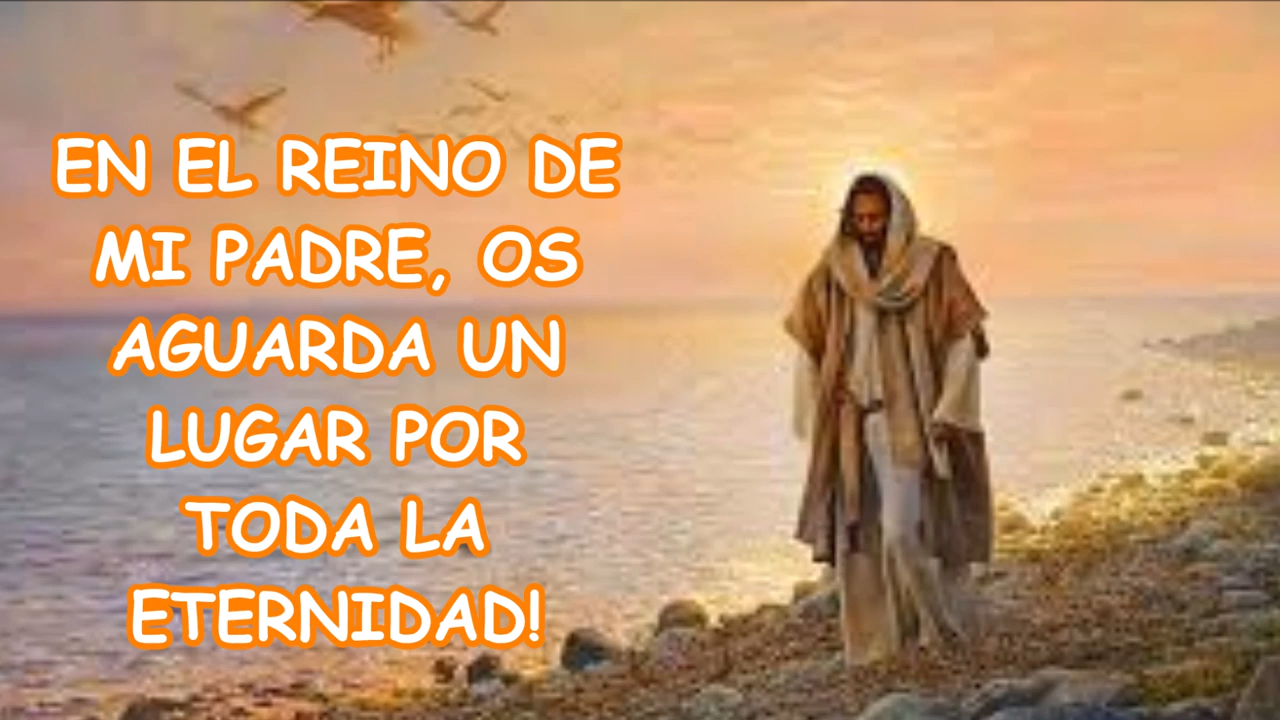 EN EL REINO DE
MI PADRE, OS
AGUARDA UN
LUGAR POR
TODA LA
ETERNIDAD!